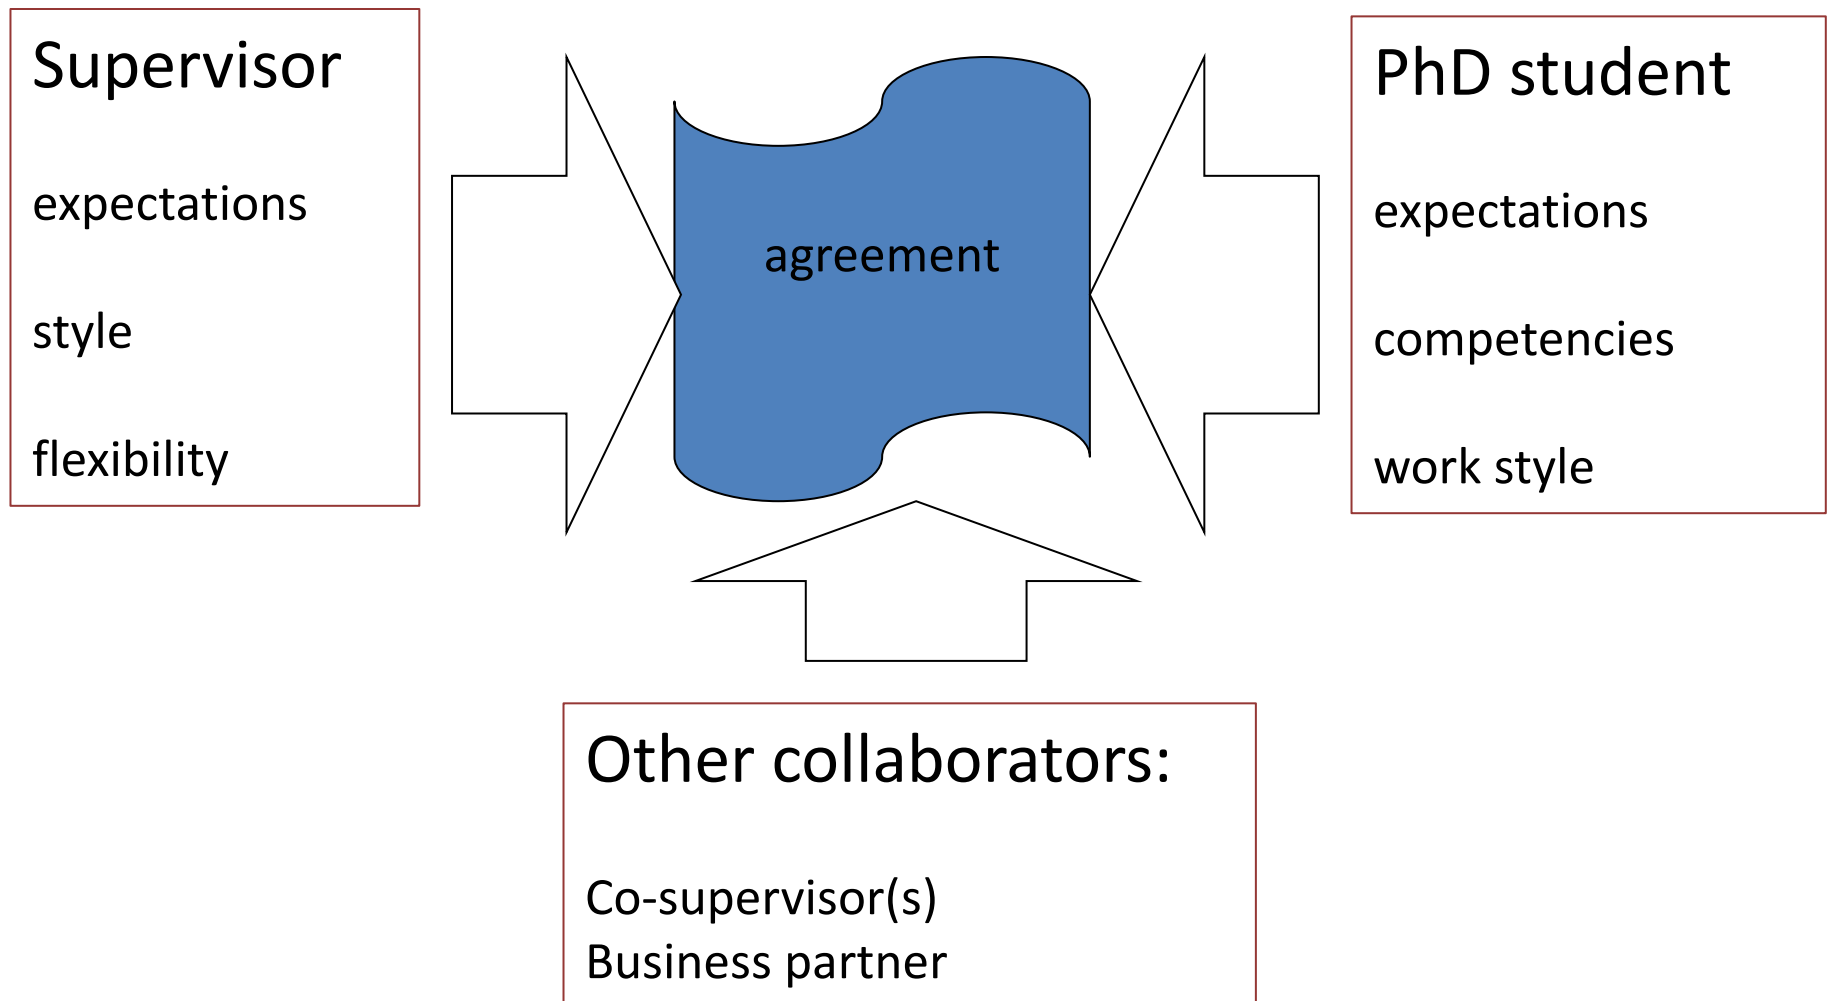 Supervisor
expectations
style
flexibility
agreement
PhD student
expectations
competencies
work style
Other collaborators:
Co-supervisor(s)
Business partner